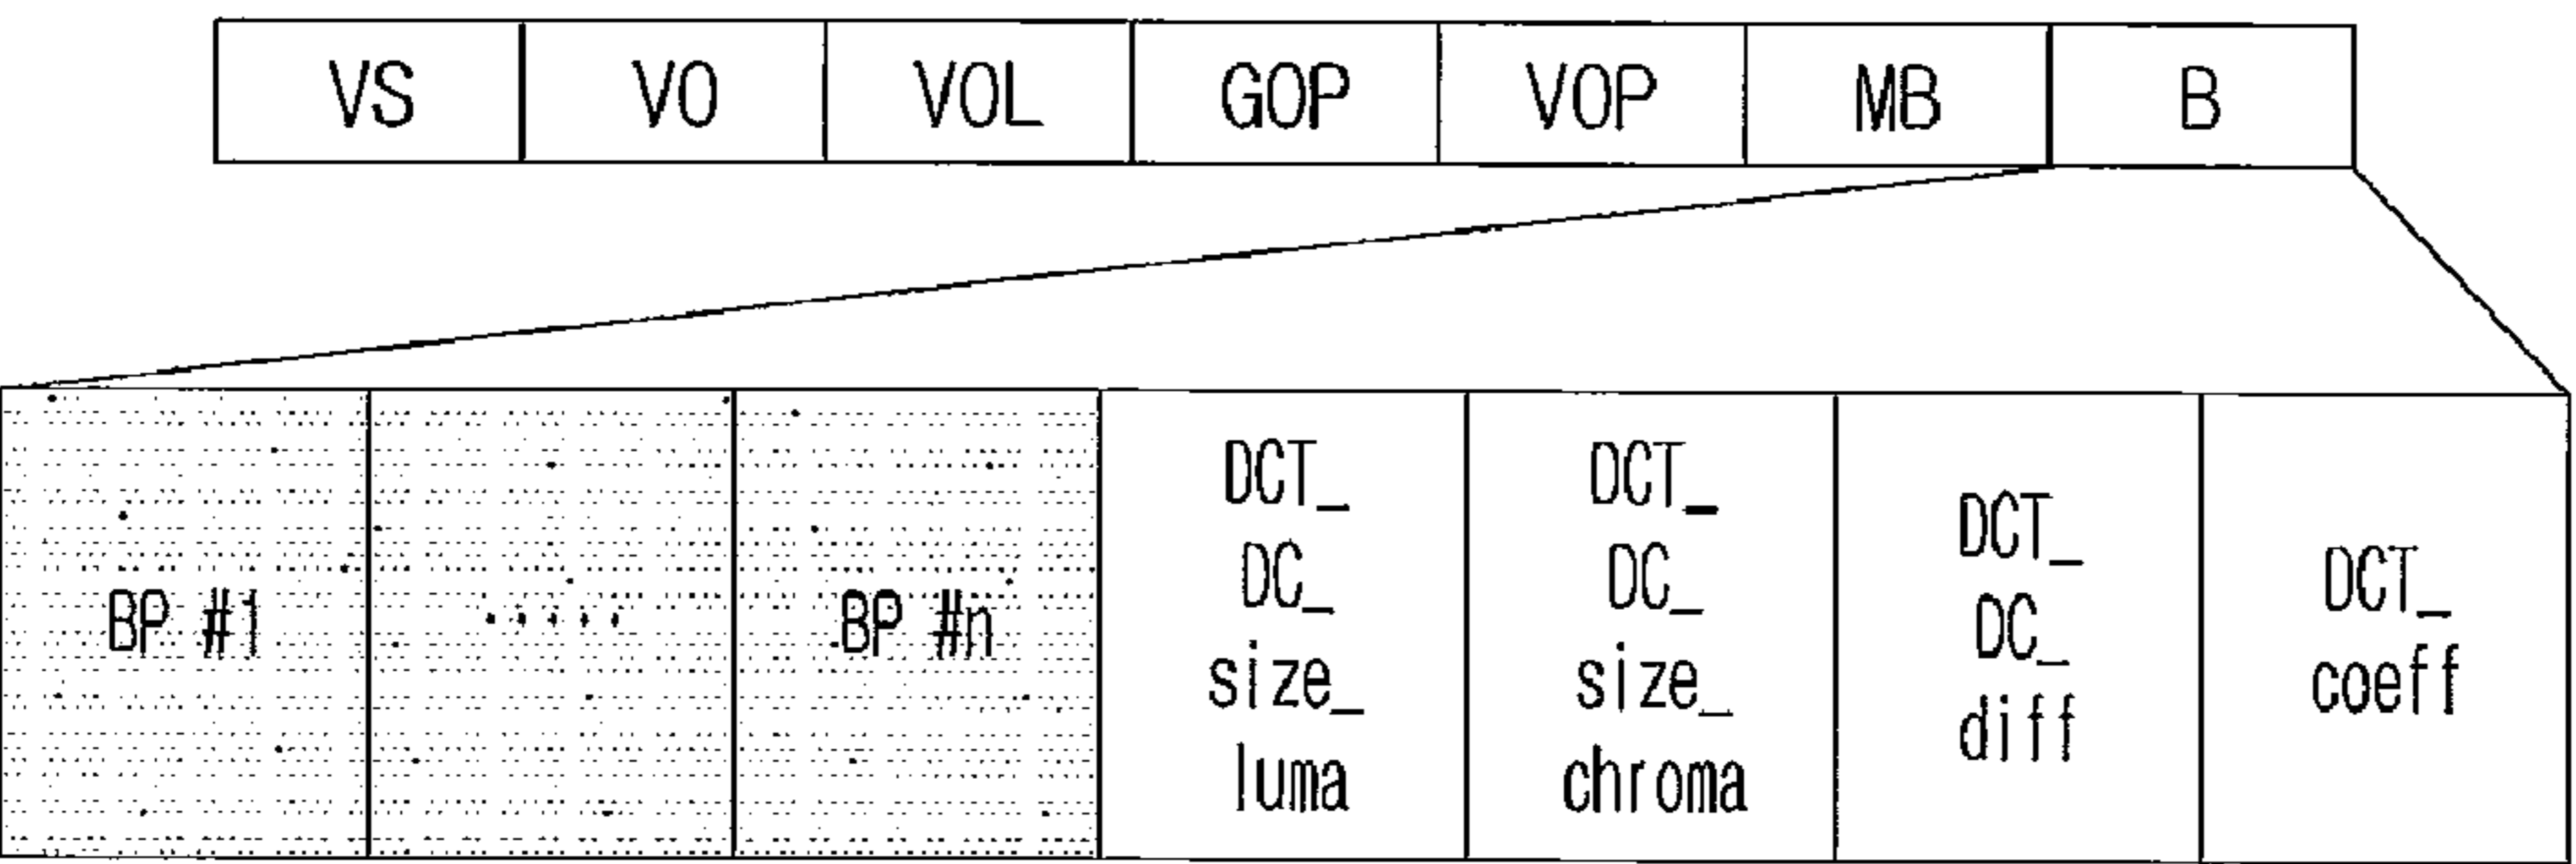 VS VO VOL GOP VOP MB B
BP #1 ..... BP #n
DCT_
DC_
size_
luma
DCT_
DC_
size_
chroma
DCT_
DC_
diff
DCT_
coeff